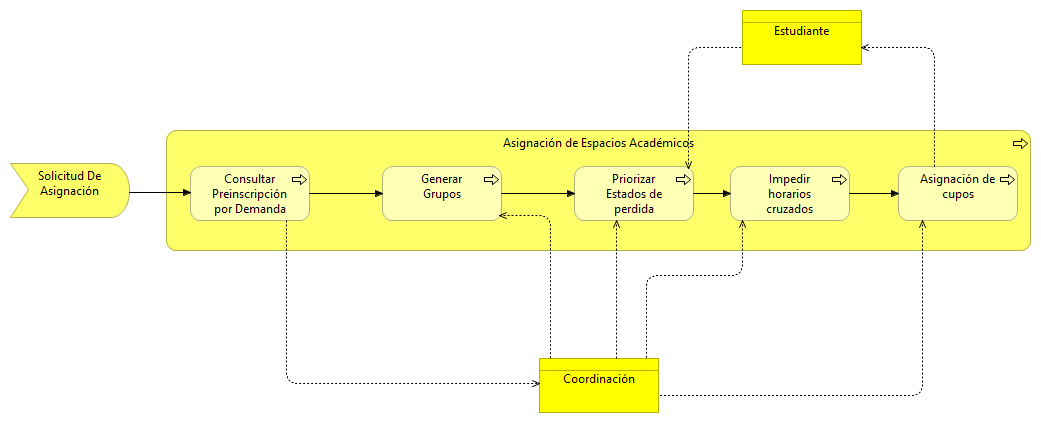 Estudiante
Asignación de Espacios Académicos
Solicitud De
Asignación
Consultar
Preinscripción
por Demanda
Generar
Grupos
Priorizar
Estados de
perdida
Impedir
horarios
cruzados
Asignación de
cupos
Coordinación